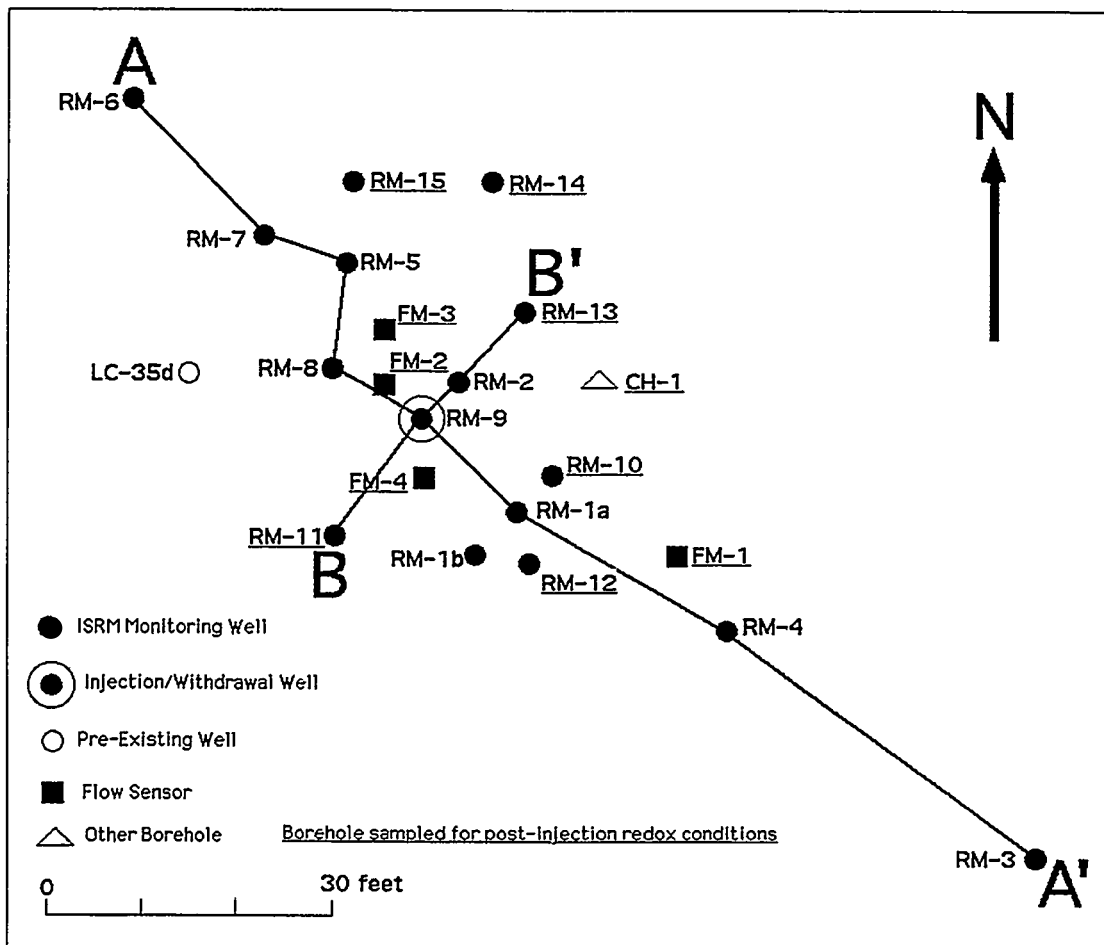 A
RM-6
N
RM-15
RM-14
RM-7
RM-5
B'
FM-3
RM-13
LC-35d
RM-8
FM-2
RM-2
CH-1
RM-9
FM-4
RM-10
RM-1a
RM-11
B
RM-1b
RM-12
FM-1
ISRM Monitoring Well
RM-4
Injection/Withdrawal Well
Pre-Existing Well
Flow Sensor
Other Borehole
Borehole sampled for post-injection redox conditions
RM-3
A'
0
30 feet